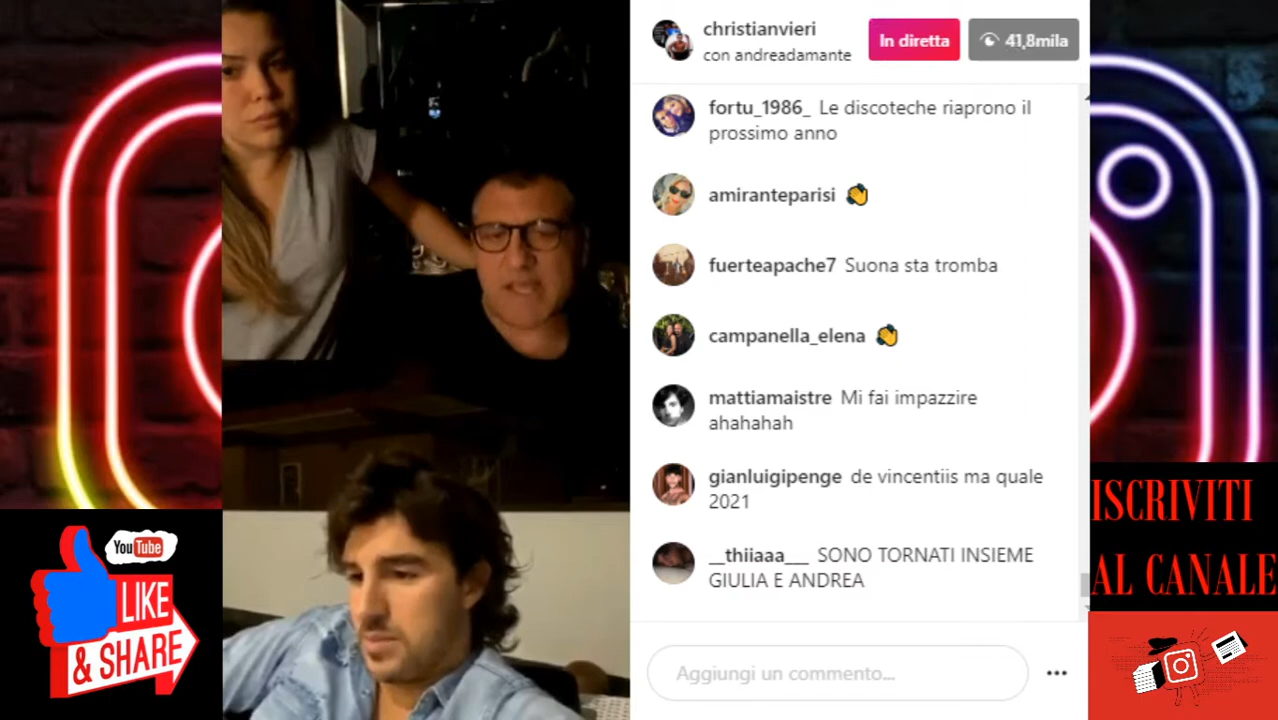 christianvieri
con andreadamante
In diretta
41,8mila
fortu_1986_ Le discoteche riaprono il
prossimo anno
amiranteparisi 👏
fuerteapache7 Suona sta tromba
campanella_elena 👏
mattiamaistre Mi fai impazzire
ahahahah
gianluigipenge de vincentiis ma quale
2021
__thiiaaa___ SONO TORNATI INSIEME
GIULIA E ANDREA
Aggiungi un commento...
YouTube
LIKE
& SHARE
ISCRIVITI
AL CANALE